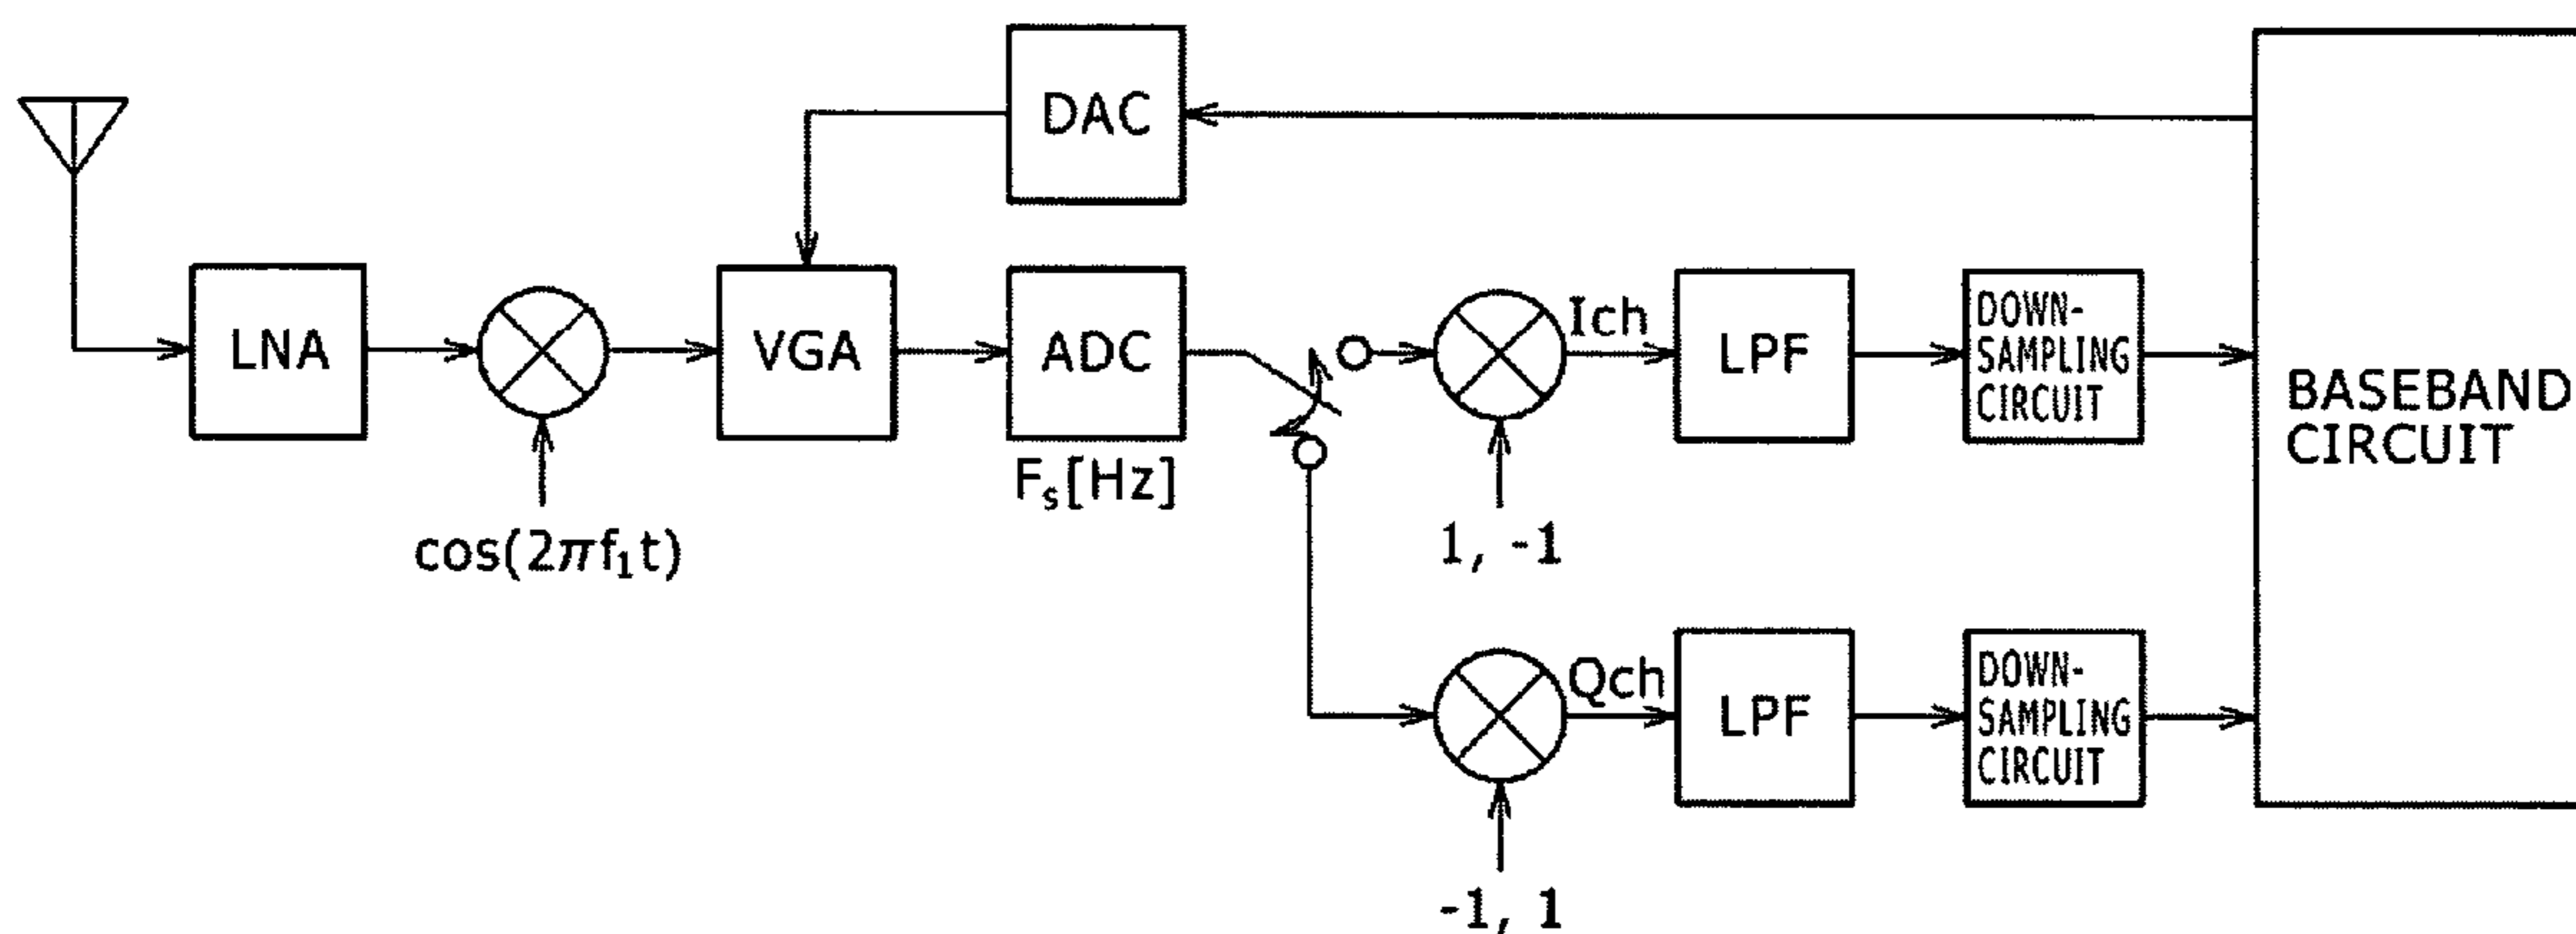 DAC
LNA
VGA
ADC
Ich
LPF
DOWN-
SAMPLING
CIRCUIT
BASEBAND
CIRCUIT
Fₛ[Hz]
cos(2πf₁t)
1, -1
Qch
LPF
DOWN-
SAMPLING
CIRCUIT
-1, 1